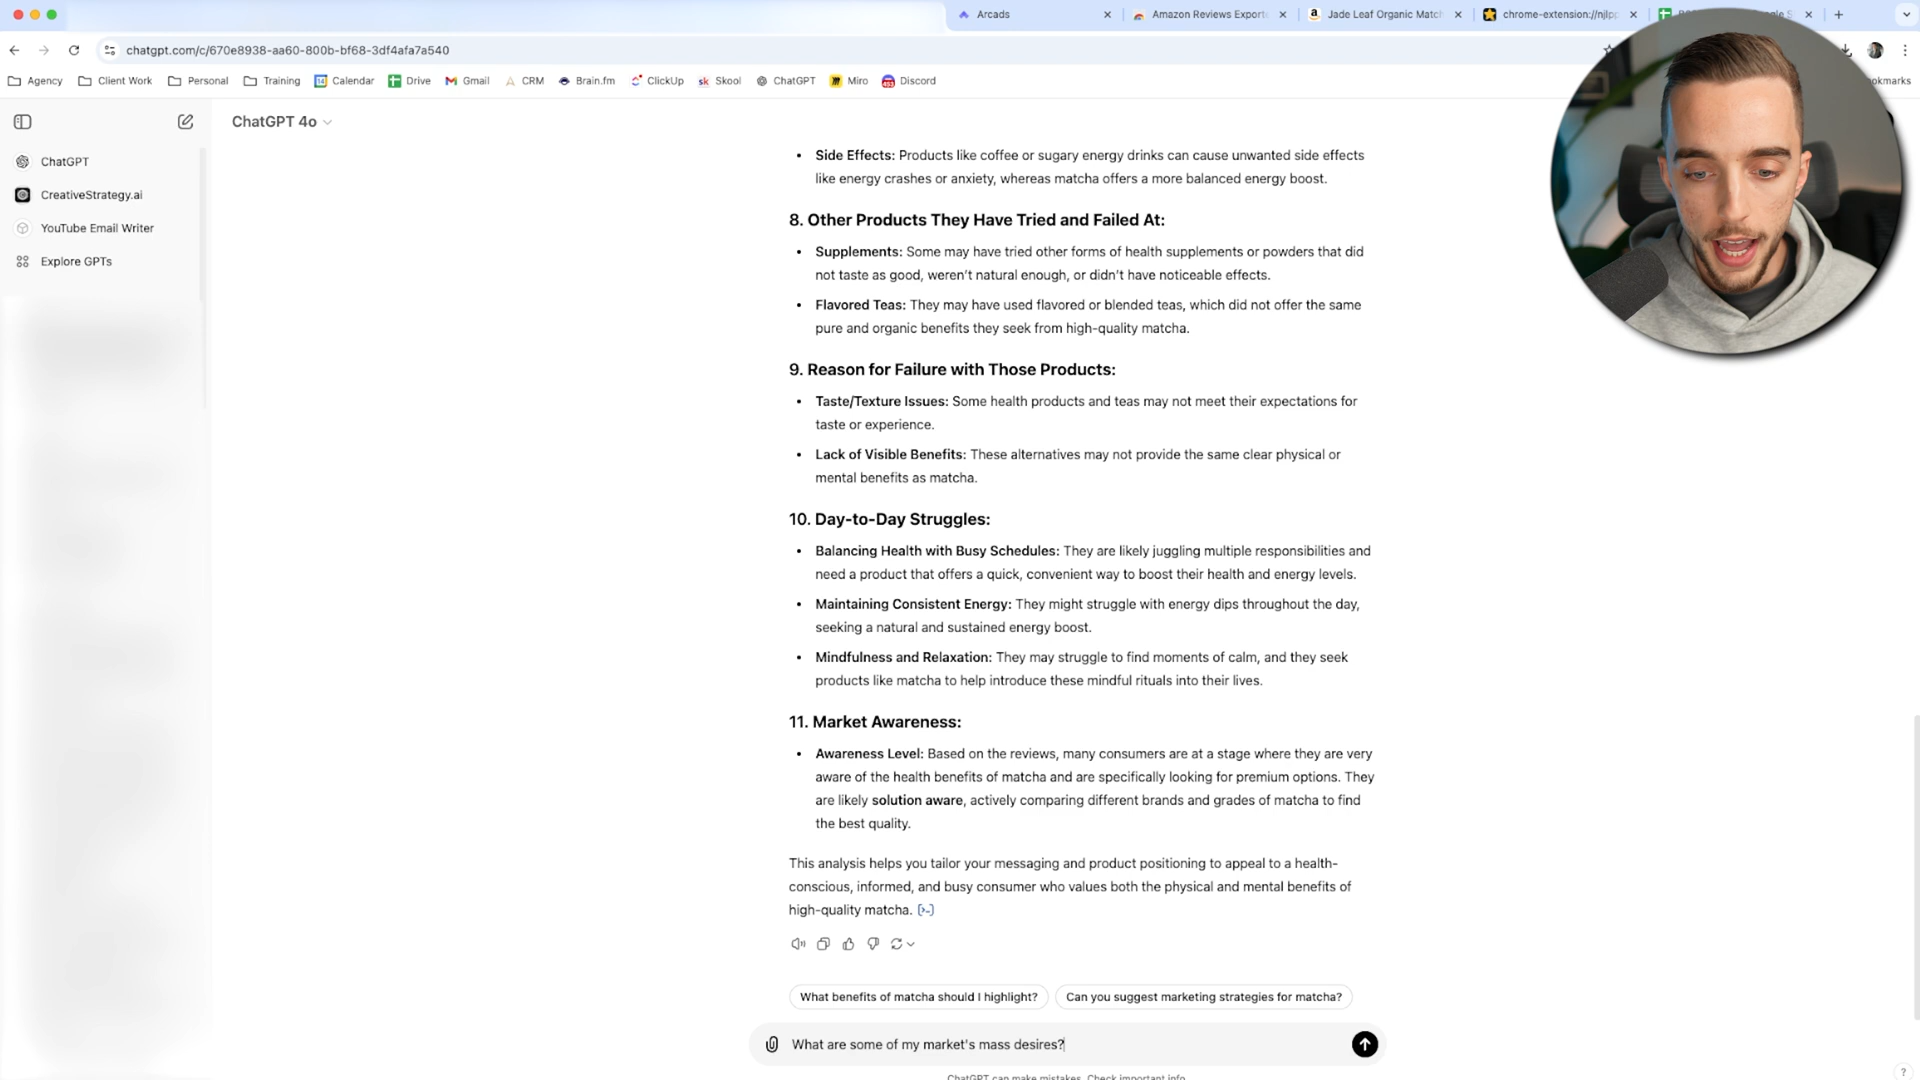 Arcads
Amazon Reviews Export
Jade Leaf Organic Match
chrome-extension://njlpp
chatgpt.com/c/670e8938-aa60-800b-bf68-3df4afa7a540
Agency
Client Work
Personal
Training
Calendar
Drive
Gmail
CRM
Brain.fm
ClickUp
Skool
ChatGPT
Miro
Discord
okmarks
ChatGPT 4o
ChatGPT
CreativeStrategy.ai
YouTube Email Writer
Explore GPTs
• Side Effects: Products like coffee or sugary energy drinks can cause unwanted side effects
like energy crashes or anxiety, whereas matcha offers a more balanced energy boost.
8. Other Products They Have Tried and Failed At:
• Supplements: Some may have tried other forms of health supplements or powders that did
not taste as good, weren't natural enough, or didn't have noticeable effects.
• Flavored Teas: They may have used flavored or blended teas, which did not offer the same
pure and organic benefits they seek from high-quality matcha.
9. Reason for Failure with Those Products:
• Taste/Texture Issues: Some health products and teas may not meet their expectations for
taste or experience.
• Lack of Visible Benefits: These alternatives may not provide the same clear physical or
mental benefits as matcha.
10. Day-to-Day Struggles:
• Balancing Health with Busy Schedules: They are likely juggling multiple responsibilities and
need a product that offers a quick, convenient way to boost their health and energy levels.
• Maintaining Consistent Energy: They might struggle with energy dips throughout the day,
seeking a natural and sustained energy boost.
• Mindfulness and Relaxation: They may struggle to find moments of calm, and they seek
products like matcha to help introduce these mindful rituals into their lives.
11. Market Awareness:
• Awareness Level: Based on the reviews, many consumers are at a stage where they are very
aware of the health benefits of matcha and are specifically looking for premium options. They
are likely solution aware, actively comparing different brands and grades of matcha to find
the best quality.
This analysis helps you tailor your messaging and product positioning to appeal to a health-
conscious, informed, and busy consumer who values both the physical and mental benefits of
high-quality matcha. [>-]
What benefits of matcha should I highlight?
Can you suggest marketing strategies for matcha?
What are some of my market's mass desires?
ChatGPT can make mistakes. Check important info.
?